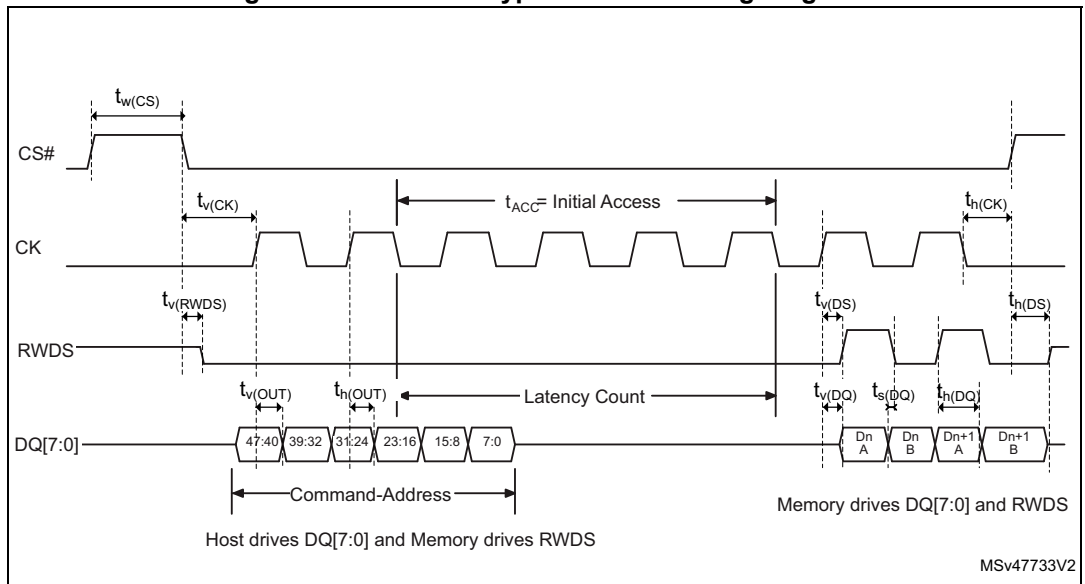 tw(CS)
CS#
tv(CK)
tACC= Initial Access
th(CK)
CK
tv(RWDS)
tv(DS)
th(DS)
RWDS
tv(OUT)
th(OUT)
Latency Count
tv(DQ)
ts(DQ)
th(DQ)
DQ[7:0]
47:40 39:32 31:24 23:16 15:8 7:0
Dn A
Dn B
Dn+1 A
Dn+1 B
Command-Address
Memory drives DQ[7:0] and RWDS
Host drives DQ[7:0] and Memory drives RWDS
MSv47733V2